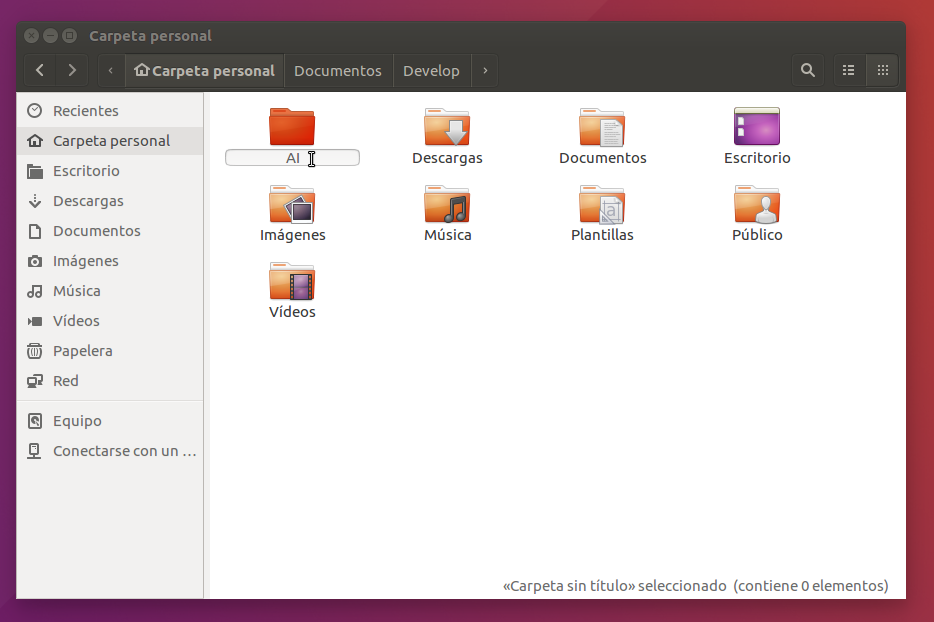 Carpeta personal
Carpeta personal Documentos Develop
Recientes
Carpeta personal
Escritorio
Descargas
Documentos
Imágenes
Música
Vídeos
Papelera
Red
Equipo
Conectarse con un …
AI
Descargas
Documentos
Escritorio
Imágenes
Música
Plantillas
Público
Vídeos
«Carpeta sin título» seleccionado (contiene 0 elementos)